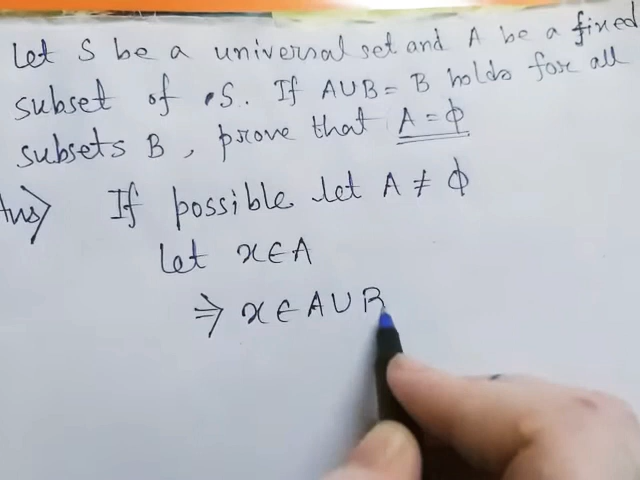 Let S be a universal set and A be a fixed
subset of S. If A∪B = B holds for all
subsets B, prove that A = ϕ
Ans) If possible let A ≠ ϕ
Let x∈A
⇒ x∈A∪B